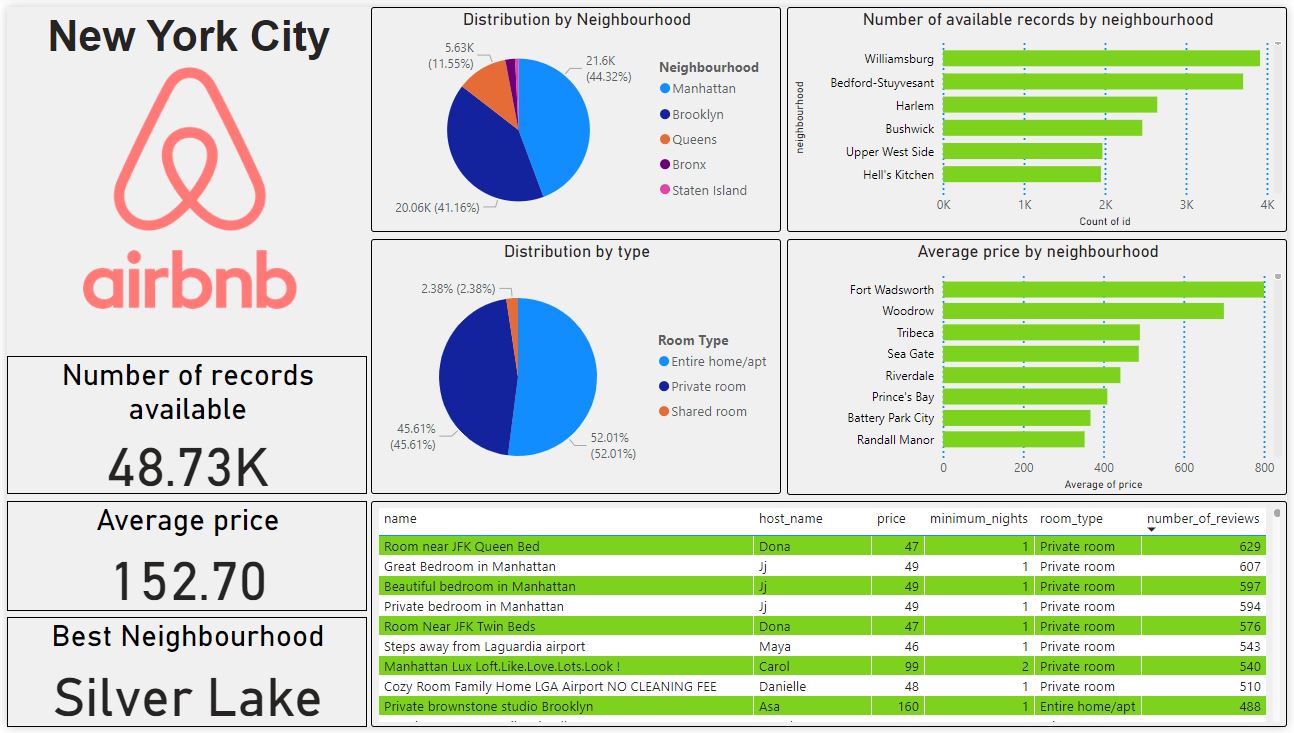 New York City
airbnb
Number of records
available
48.73K
Average price
152.70
Best Neighbourhood
Silver Lake
Distribution by Neighbourhood
5.63K
(11.55%)
21.6K
(44.32%)
20.06K (41.16%)
Neighbourhood
Manhattan
Brooklyn
Queens
Bronx
Staten Island
Number of available records by neighbourhood
neighbourhood
Williamsburg
Bedford-Stuyvesant
Harlem
Bushwick
Upper West Side
Hell's Kitchen
0K 1K 2K 3K 4K
Count of id
Distribution by type
2.38% (2.38%)
45.61%
(45.61%)
52.01%
(52.01%)
Room Type
Entire home/apt
Private room
Shared room
Average price by neighbourhood
Fort Wadsworth
Woodrow
Tribeca
Sea Gate
Riverdale
Prince's Bay
Battery Park City
Randall Manor
0 200 400 600 800
Average of price
name host_name price minimum_nights room_type number_of_reviews
Room near JFK Queen Bed Dona 47 1 Private room 629
Great Bedroom in Manhattan Jj 49 1 Private room 607
Beautiful bedroom in Manhattan Jj 49 1 Private room 597
Private bedroom in Manhattan Jj 49 1 Private room 594
Room Near JFK Twin Beds Dona 47 1 Private room 576
Steps away from Laguardia airport Maya 46 1 Private room 543
Manhattan Lux Loft.Like.Love.Lots.Look ! Carol 99 2 Private room 540
Cozy Room Family Home LGA Airport NO CLEANING FEE Danielle 48 1 Private room 510
Private brownstone studio Brooklyn Asa 160 1 Entire home/apt 488